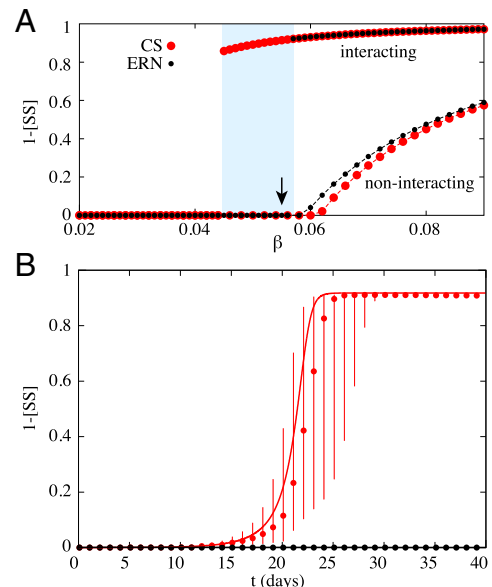 A
1
0.8
0.6
0.4
0.2
0
1-[SS]
CS
ERN
interacting
non-interacting
0.02 0.04 0.06 0.08
β
B
1
0.8
0.6
0.4
0.2
0
1-[SS]
0 5 10 15 20 25 30 35 40
t (days)